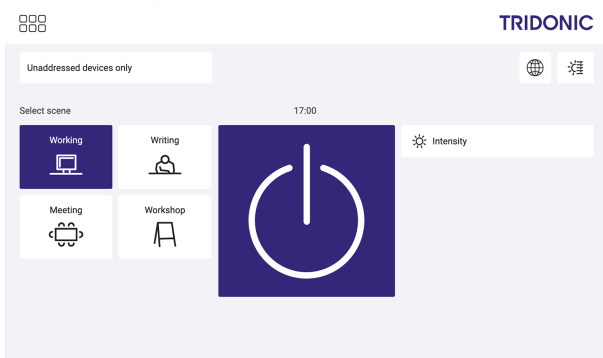 TRIDONIC
Unaddressed devices only
Select scene
17:00
Working
Writing
Intensity
Meeting
Workshop